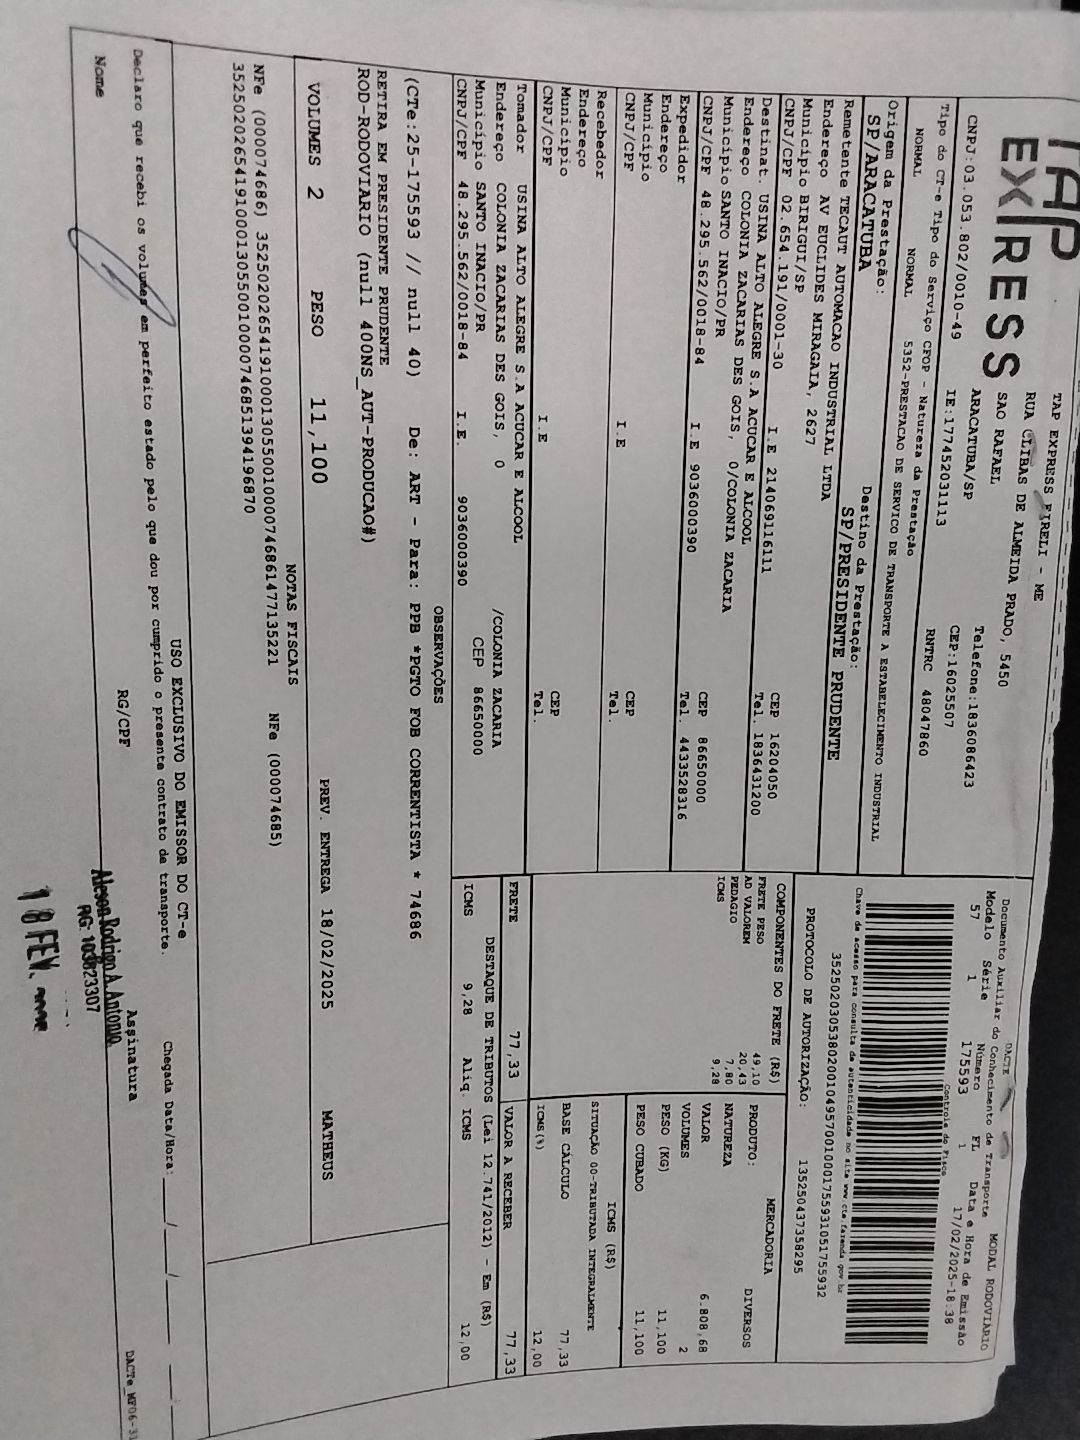 TAP EXPRESS
TAP EXPRESS EIRELI - ME
RUA CLIBAS DE ALMEIDA PRADO, 5450
SAO RAFAEL
Telefone:1836086423
ARACATUBA/SP
CEP:16025507
CNPJ:03.053.802/0010-49
IE:177452031113
RNTRC 48047860
Tipo do CT-e Tipo do Serviço CFOP - Natureza da Prestação
NORMAL NORMAL 5352-PRESTACAO DE SERVICO DE TRANSPORTE A ESTABELECIMENTO INDUSTRIAL
Origem da Prestação: Destino da Prestação:
SP/ARACATUBA SP/PRESIDENTE PRUDENTE
Remetente TECAUT AUTOMACAO INDUSTRIAL LTDA
Endereço AV EUCLIDES MIRAGAIA, 2627
Município BIRIGUI/SP CEP 16204050
CNPJ/CPF 02.654.191/0001-30 I.E 214069116111 Tel. 1836431200
Destinat. USINA ALTO ALEGRE S.A ACUCAR E ALCOOL
Endereço COLONIA ZACARIAS DES GOIS, 0/COLONIA ZACARIA
Município SANTO INACIO/PR CEP 86650000
CNPJ/CPF 48.295.562/0018-84 I.E 9036000390 Tel. 4433528316
Expedidor
Endereço
Município CEP
CNPJ/CPF I.E Tel.
Recebedor
Endereço
Município CEP
CNPJ/CPF I.E Tel.
Tomador USINA ALTO ALEGRE S.A ACUCAR E ALCOOL
Endereço COLONIA ZACARIAS DES GOIS, 0 /COLONIA ZACARIA
Município SANTO INACIO/PR CEP 86650000
CNPJ/CPF 48.295.562/0018-84 I.E. 9036000390
DACTE
Documento Auxiliar do Conhecimento de Transporte MODAL RODOVIÁRIO
Modelo Série Número FL Data e Hora de Emissão
57 1 175593 1 17/02/2025-18:38
Controle do Fisco
Chave de acesso para consulta de autenticidade no site www.cte.fazenda.gov.br
35250203053802001049570010001755931051755932
PROTOCOLO DE AUTORIZAÇÃO: 135250437358295
COMPONENTES DO FRETE (R$)
FRETE PESO 49,10
AD VALOREM 20,43
PEDAGIO 7,80
ICMS 9,28
MERCADORIA
PRODUTO: DIVERSOS
NATUREZA
VALOR 6.808,68
VOLUMES 2
PESO (KG) 11,100
PESO CUBADO 11,100
ICMS (R$)
SITUAÇÃO 00-TRIBUTADA INTEGRALMENTE
BASE CÁLCULO 77,33
ICMS(%) 12,00
FRETE 77,33 VALOR A RECEBER 77,33
DESTAQUE DE TRIBUTOS (Lei 12.741/2012) - Em (R$)
ICMS 9,28 Aliq. ICMS 12,00
OBSERVAÇÕES
(CTe:25-175593 // null 40) De: ART - Para: PPB *PGTO FOB CORRENTISTA * 74686
RETIRA EM PRESIDENTE PRUDENTE
ROD-RODOVIARIO (null 400NS_AUT-PRODUCAO#)
VOLUMES 2 PESO 11,100 PREV. ENTREGA 18/02/2025 MATHEUS
NOTAS FISCAIS
NFe (000074686) 35250202654191000130550010000746861477135221 NFe (000074685)
35250202654191000130550010000746851394196870
USO EXCLUSIVO DO EMISSOR DO CT-e
Declaro que recebi os volumes em perfeito estado pelo que dou por cumprido o presente contrato de transporte. Chegada Data/Hora: ___/___/___
Nome RG/CPF Assinatura
Aleson Rodrigo A. Antonio
RG: 103823307
18 FEV.